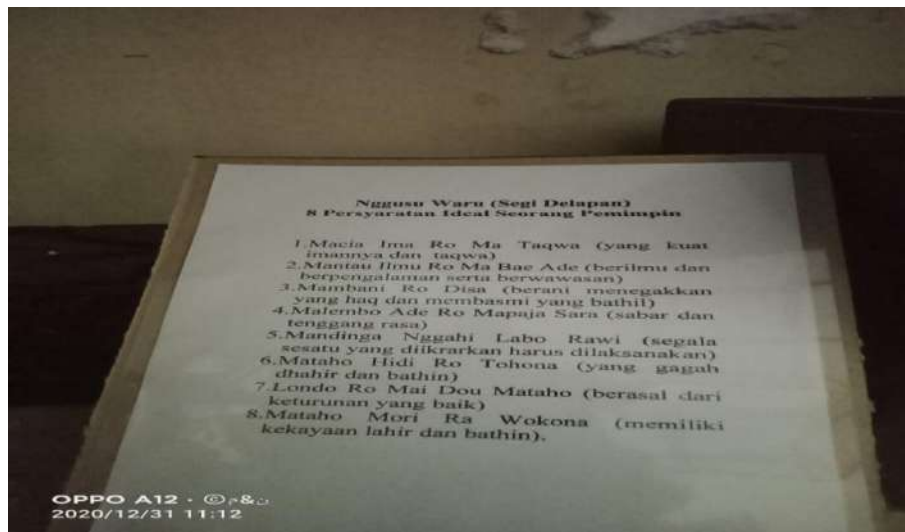 Nggusu Waru (Segi Delapan)
8 Persyaratan Ideal Seorang Pemimpin
1.Macia Ima Ro Ma Taqwa (yang kuat
imannya dan taqwa)
2.Mantau Ilmu Ro Ma Bae Ade (berilmu dan
berpengalaman serta berwawasan)
3.Mambani Ro Disa (berani menegakkan
yang haq dan membasmi yang bathil)
4.Malembo Ade Ro Mapaja Sara (sabar dan
tenggang rasa)
5.Mandinga Nggahi Labo Rawi (segala
sesatu yang diikrarkan harus dilaksanakan)
6.Mataho Hidi Ro Tohona (yang gagah
dhahir dan bathin)
7.Londo Ro Mai Dou Mataho (berasal dari
keturunan yang baik)
8.Mataho Mori Ra Wokona (memiliki
kekayaan lahir dan bathin).
OPPO A12 · ©م&ن
2020/12/31 11:12